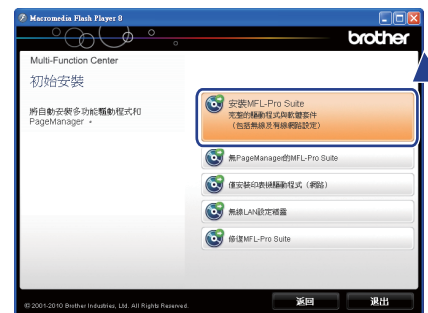 Macromedia Flash Player 8
brother
Multi-Function Center
初始安裝
將自動安裝多功能驅動程式和
PageManager。
安裝MFL-Pro Suite
完整的驅動程式與軟體套件
（包括無線及有線網路設定）
無PageManager的MFL-Pro Suite
僅安裝印表機驅動程式（網路）
無線LAN設定精靈
修復MFL-Pro Suite
© 2001-2010 Brother Industries, Ltd. All Rights Reserved.
返回
退出